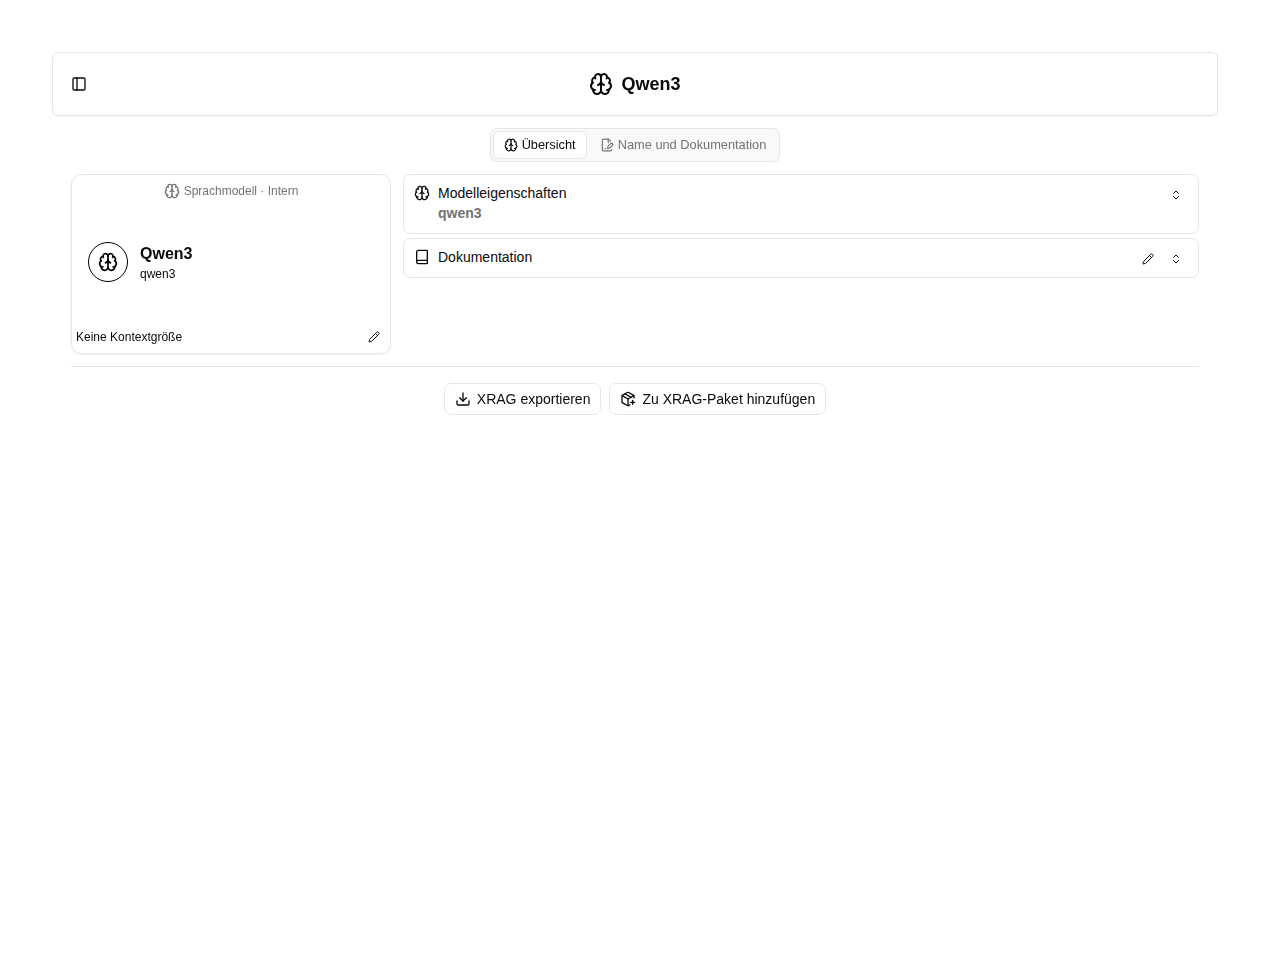 Qwen3
Übersicht
Name und Dokumentation
Sprachmodell · Intern
Qwen3
qwen3
Keine Kontextgröße
Modelleigenschaften
qwen3
Dokumentation
XRAG exportieren
Zu XRAG-Paket hinzufügen